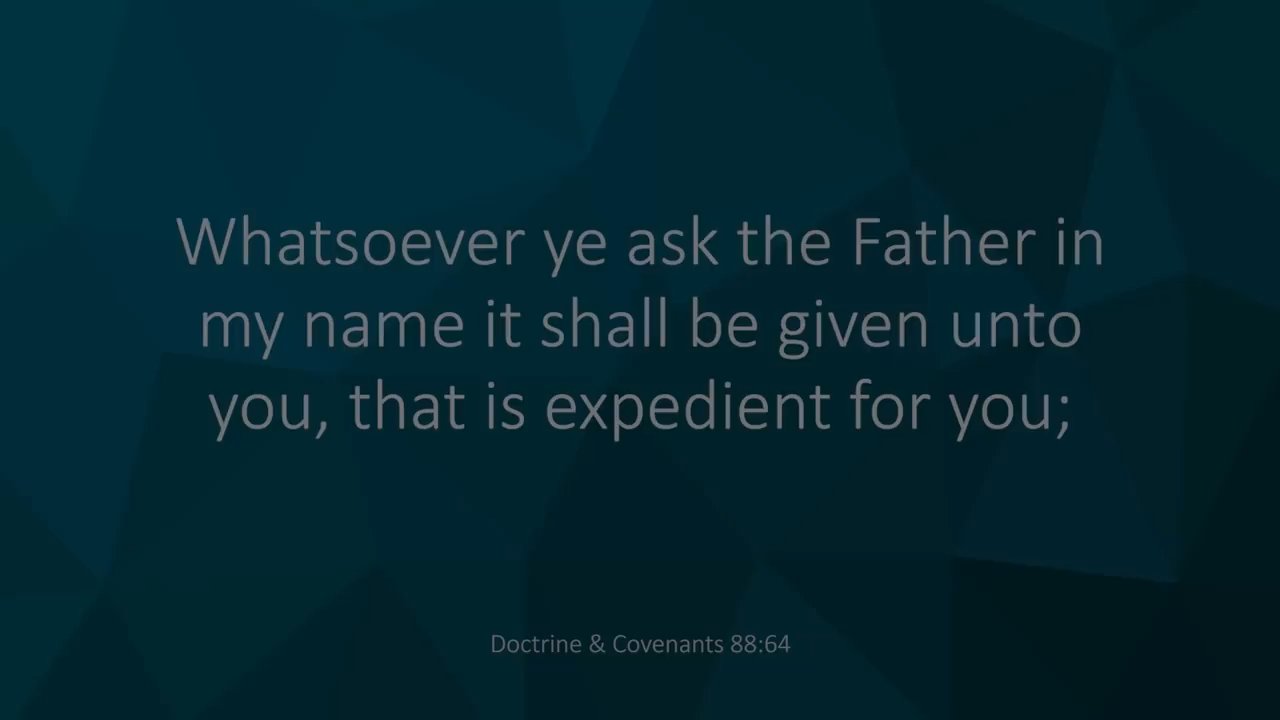 Whatsoever ye ask the Father in
my name it shall be given unto
you, that is expedient for you;
Doctrine & Covenants 88:64